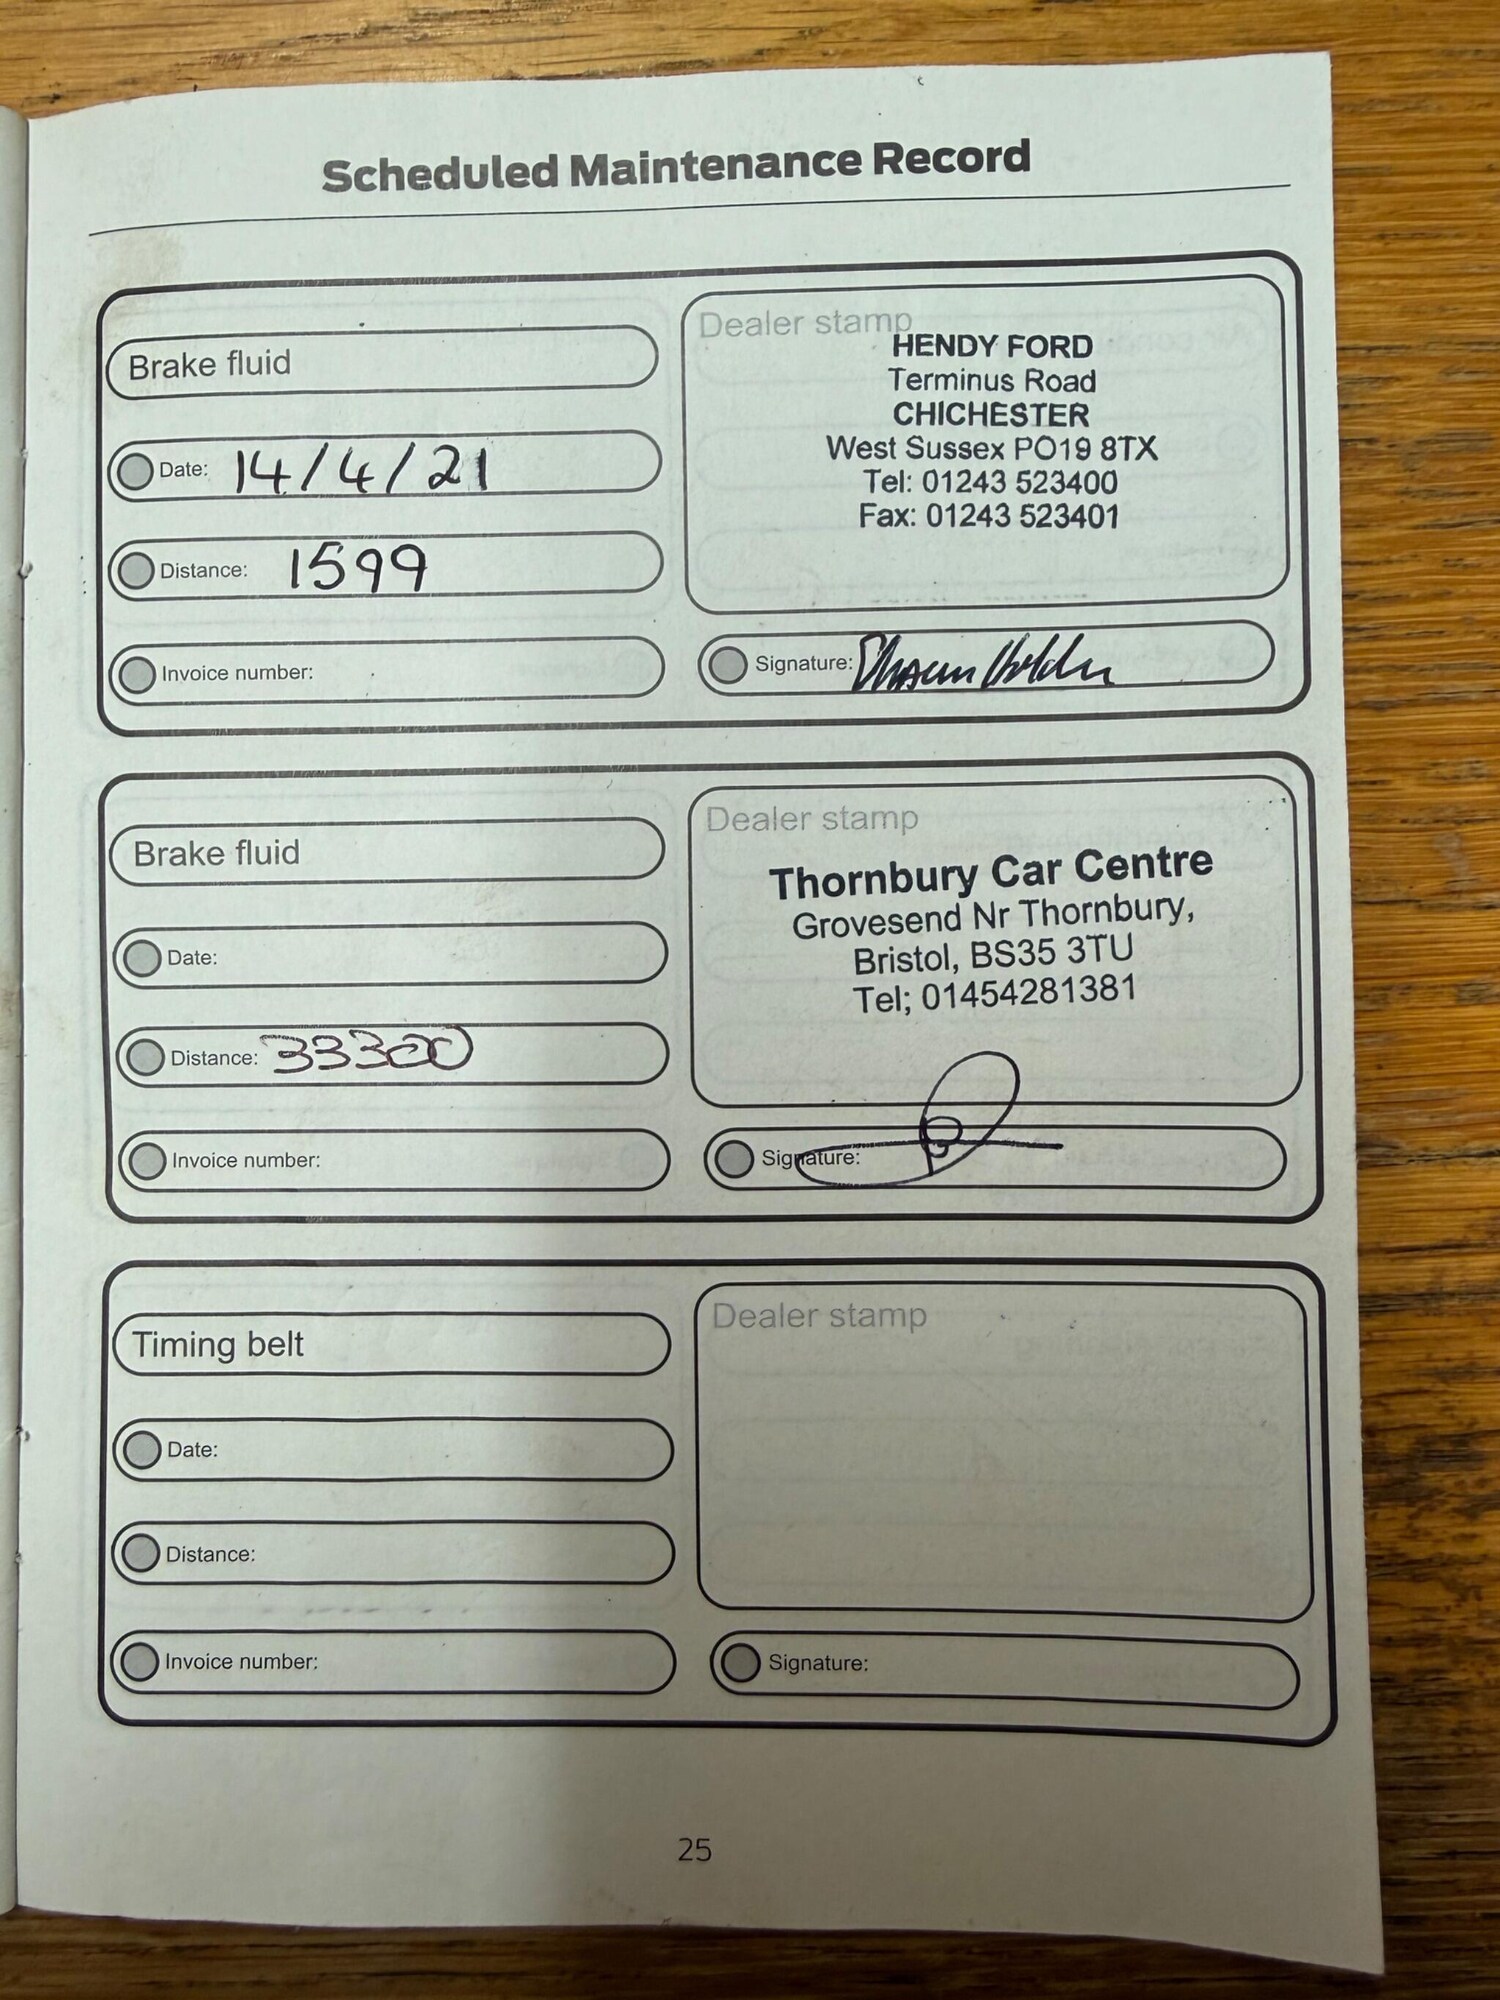 Scheduled Maintenance Record
Brake fluid
Date: 14/4/21
Distance: 1599
Invoice number:
Dealer stamp
HENDY FORD
Terminus Road
CHICHESTER
West Sussex PO19 8TX
Tel: 01243 523400
Fax: 01243 523401
Signature:
Brake fluid
Date:
Distance: 33300
Invoice number:
Dealer stamp
Thornbury Car Centre
Grovesend Nr Thornbury,
Bristol, BS35 3TU
Tel; 01454281381
Signature:
Timing belt
Date:
Distance:
Invoice number:
Dealer stamp
Signature:
25